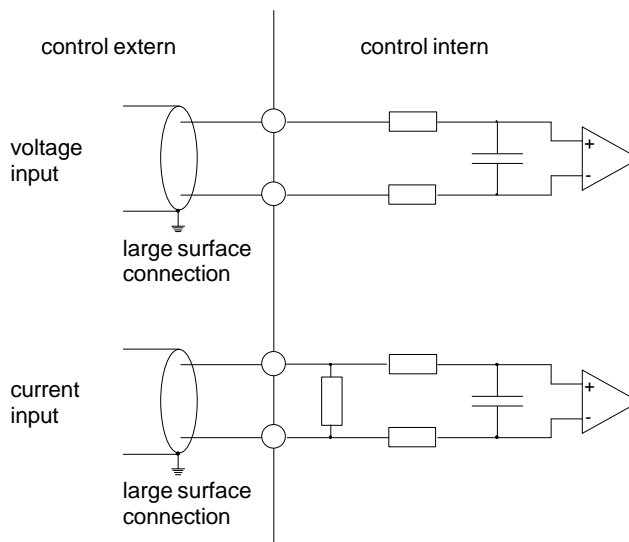 control extern
control intern
voltage
input
+
-
large surface
connection
current
input
+
-
large surface
connection